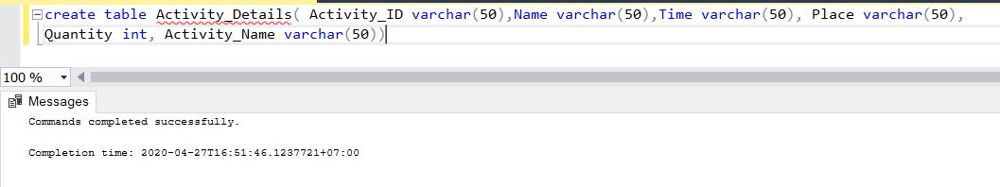 create table Activity_Details( Activity_ID varchar(50),Name varchar(50),Time varchar(50), Place varchar(50),
Quantity int, Activity_Name varchar(50))
100 %
Messages
Commands completed successfully.
Completion time: 2020-04-27T16:51:46.1237721+07:00